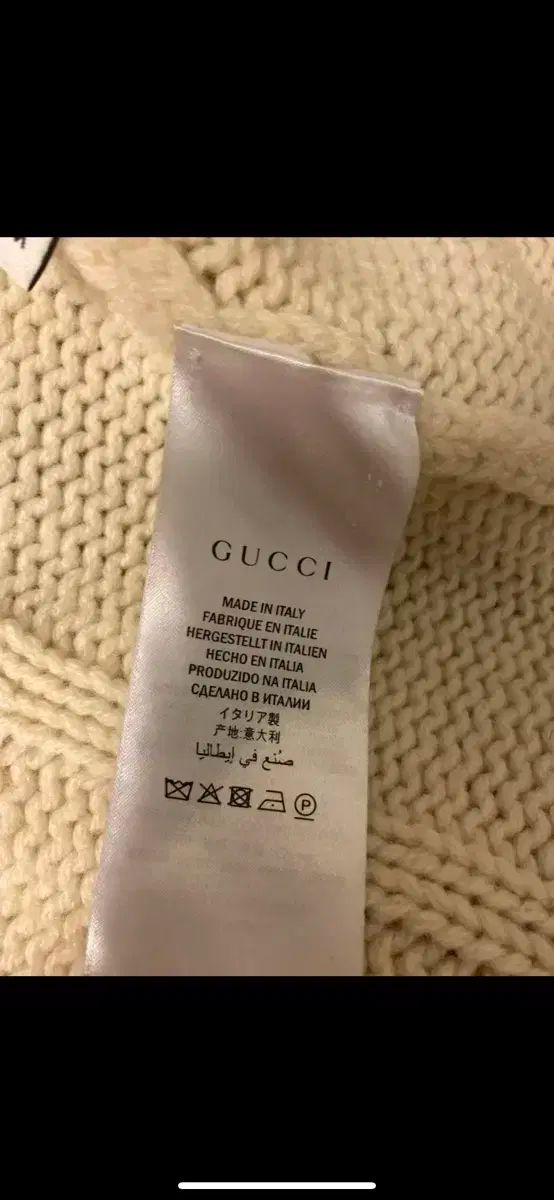 GUCCI
MADE IN ITALY
FABRIQUE EN ITALIE
HERGESTELLT IN ITALIEN
HECHO EN ITALIA
PRODUZIDO NA ITALIA
СДЕЛАНО В ИТАЛИИ
イタリア製
产地:意大利
صُنع في إيطاليا
P